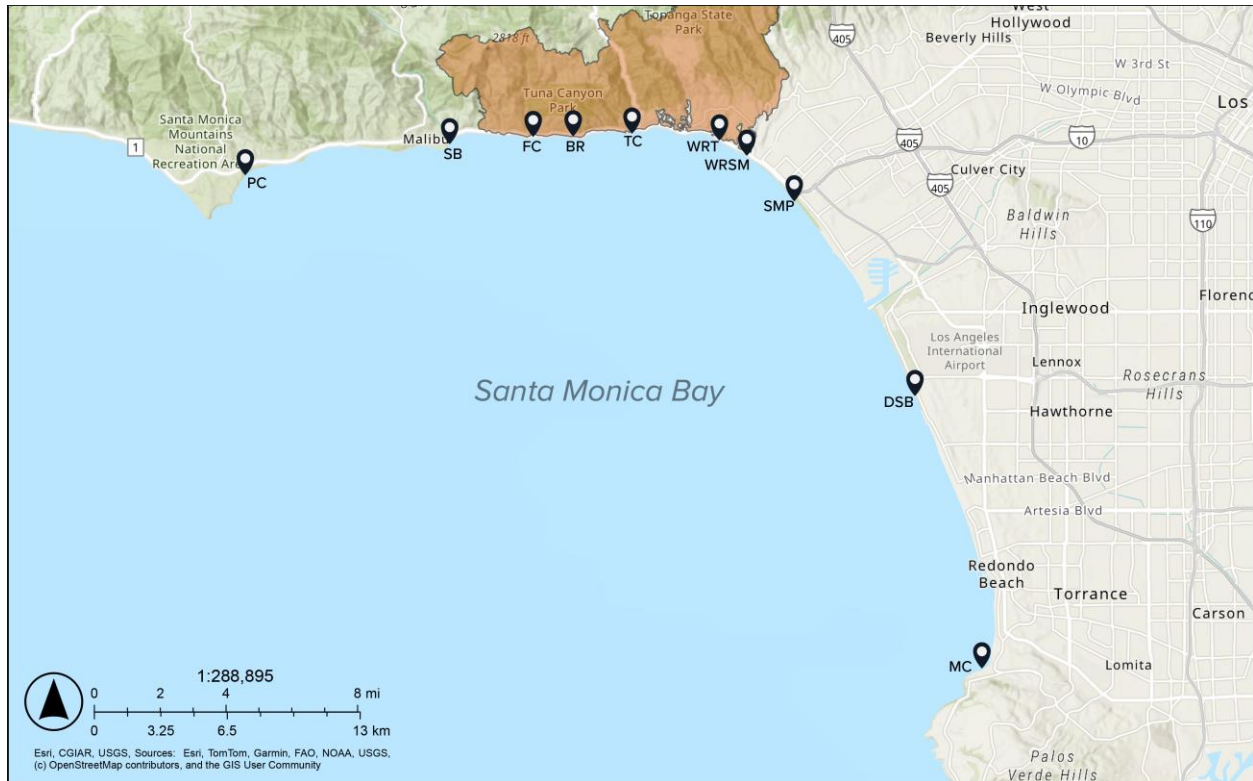 West
Hollywood
Beverly Hills
Topanga State
Park
2818 ft
405
W 3rd St
W Olympic Blvd
Los
Tuna Canyon
Park
Santa Monica
Mountains
National
Recreation Area
1
Malibu
SB
FC
BR
TC
WRT
WRSM
PC
SMP
10
405
Culver City
405
Baldwin
Hills
110
Inglewood
Florenc
Los Angeles
International
Airport
Lennox
Rosecrans
Hills
Santa Monica Bay
DSB
Hawthorne
Manhattan Beach Blvd
Artesia Blvd
Redondo
Beach
Torrance
Carson
MC
Lomita
Palos
Verde Hills
1:288,895
0 2 4 8 mi
0 3.25 6.5 13 km
Esri, CGIAR, USGS, Sources: Esri, TomTom, Garmin, FAO, NOAA, USGS,
(c) OpenStreetMap contributors, and the GIS User Community